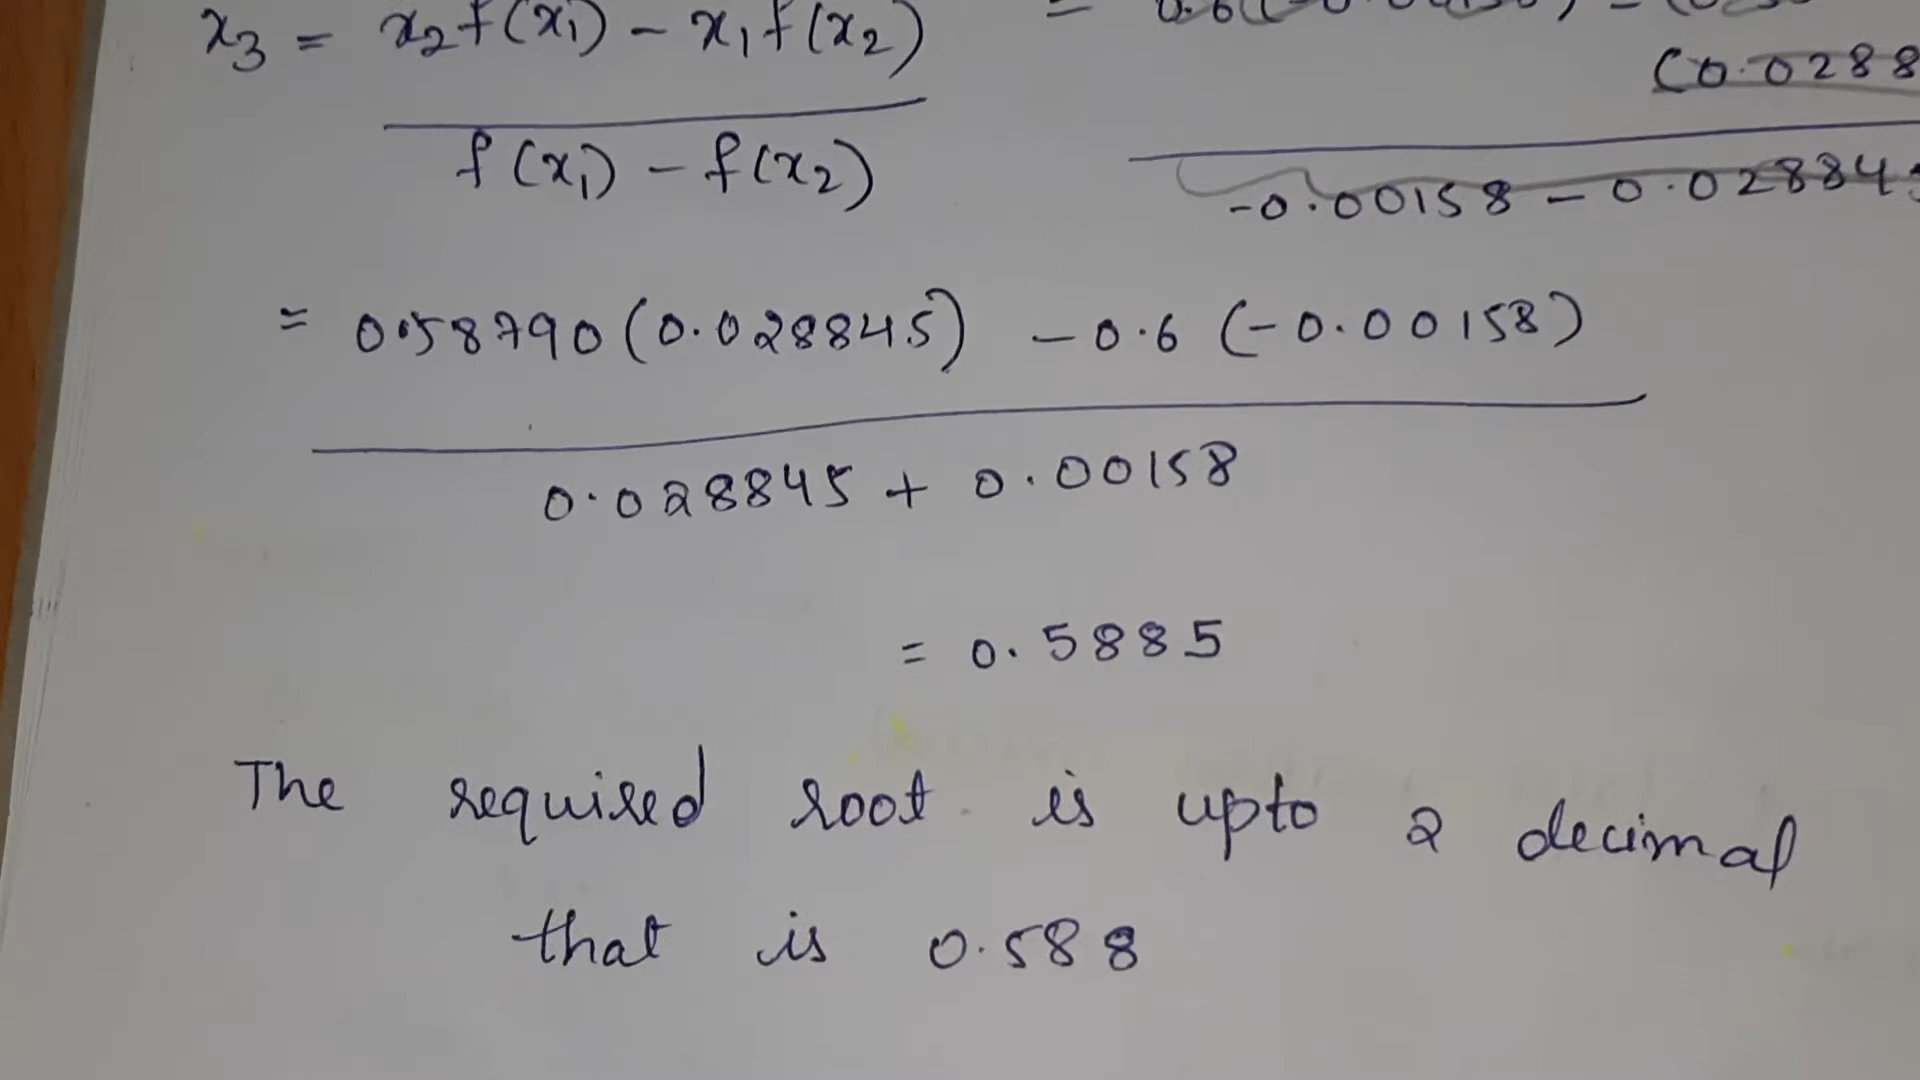 x₃ = x₂f(x₁) - x₁f(x₂) =
(0.0288
f(x₁) - f(x₂) -0.00158 - 0.02884
= 0.58790(0.028845) - 0.6 (-0.00158)
0.028845 + 0.00158
= 0.5885
The required root is upto 2 decimal
that is 0.588